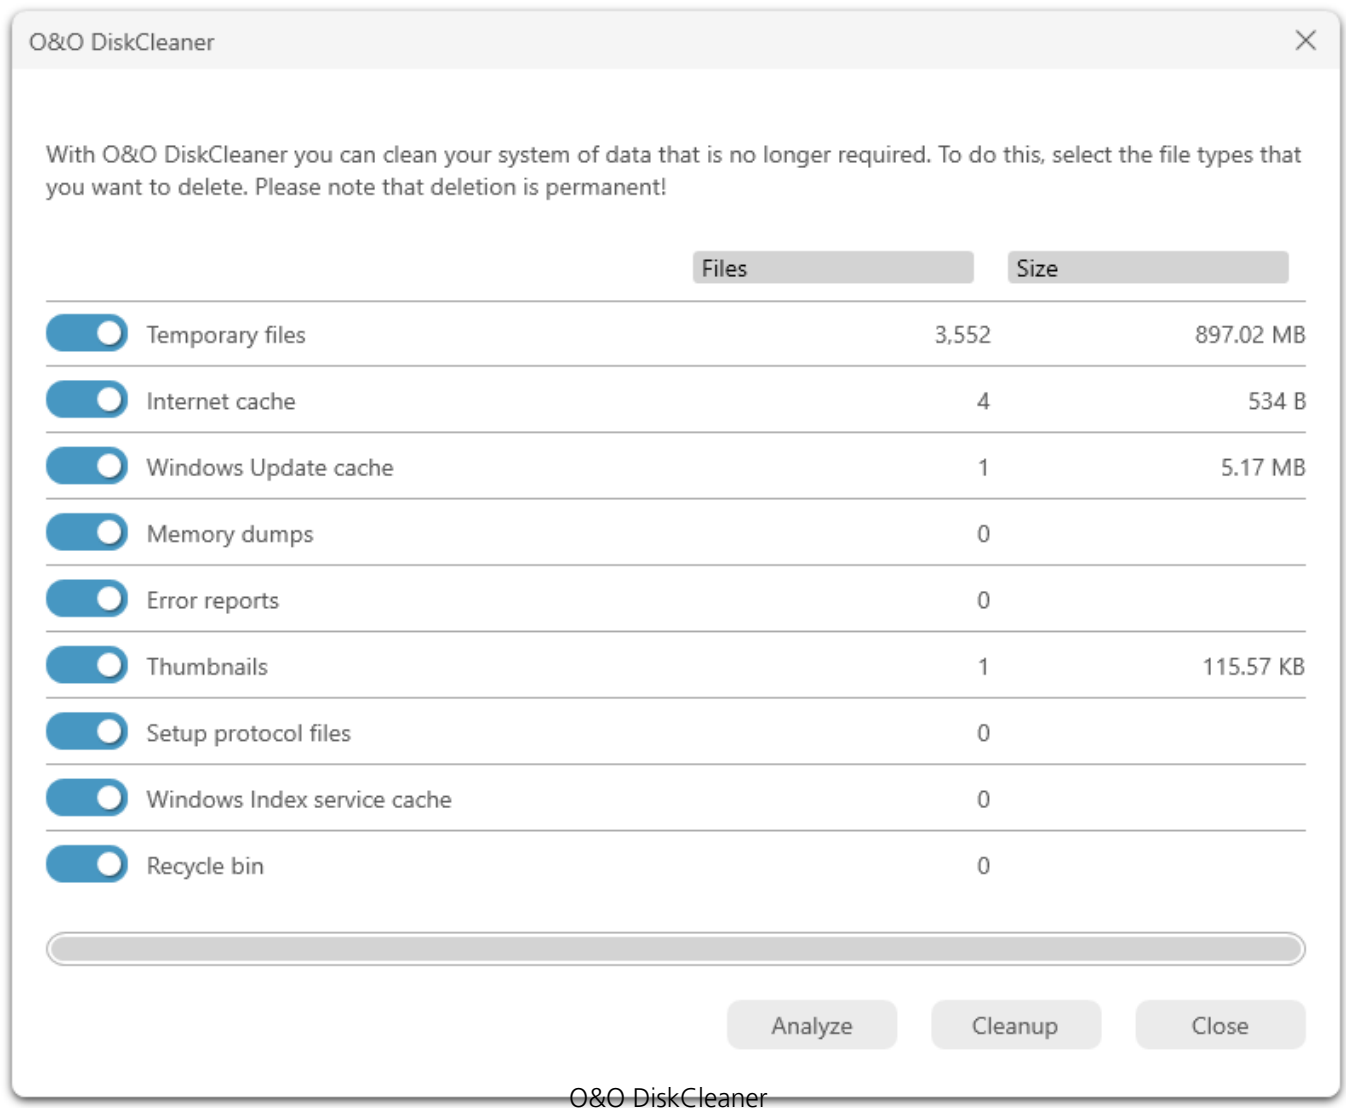 O&O DiskCleaner
With O&O DiskCleaner you can clean your system of data that is no longer required. To do this, select the file types that
you want to delete. Please note that deletion is permanent!
Files Size
Temporary files 3,552 897.02 MB
Internet cache 4 534 B
Windows Update cache 1 5.17 MB
Memory dumps 0
Error reports 0
Thumbnails 1 115.57 KB
Setup protocol files 0
Windows Index service cache 0
Recycle bin 0
Analyze Cleanup Close
O&O DiskCleaner